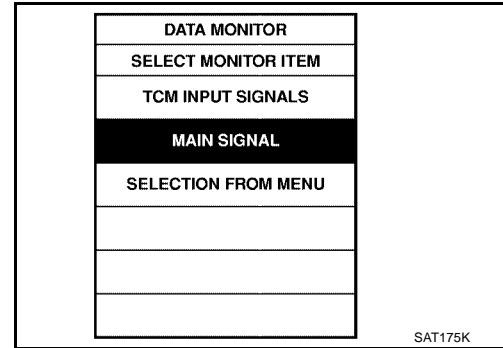 DATA MONITOR
SELECT MONITOR ITEM
TCM INPUT SIGNALS
MAIN SIGNAL
SELECTION FROM MENU
SAT175K